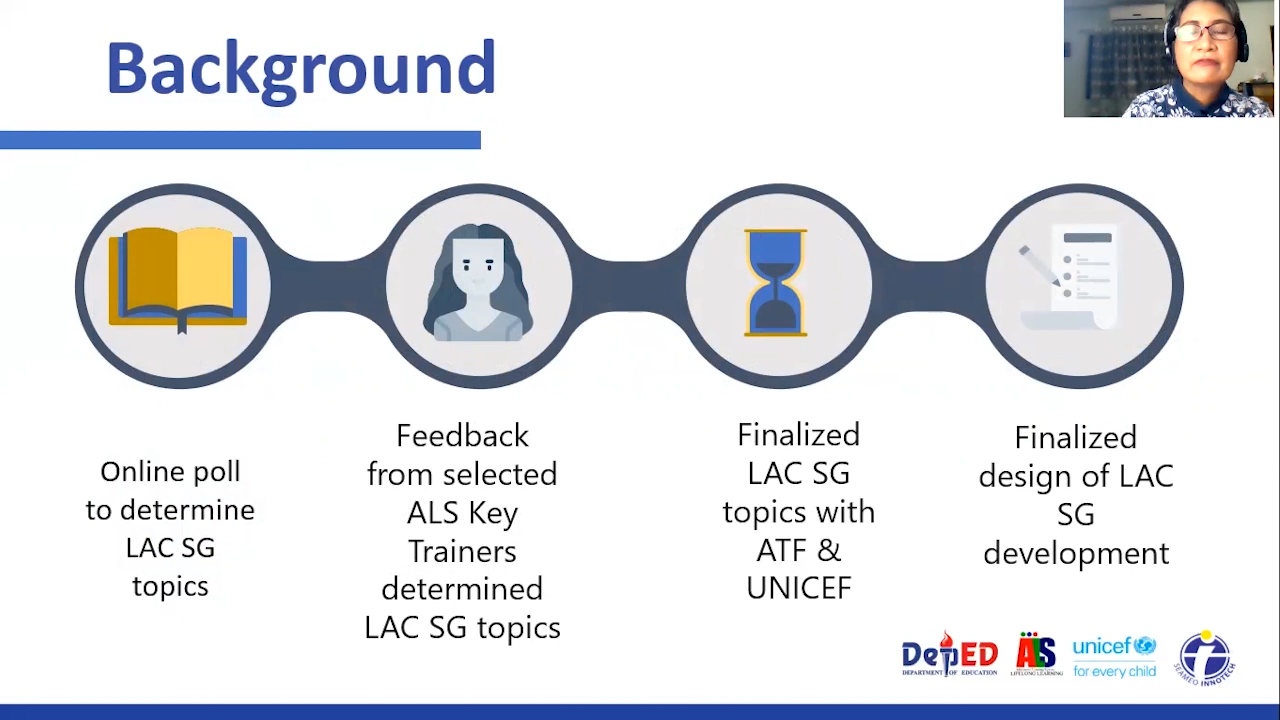 Background
Online poll
to determine
LAC SG
topics
Feedback
from selected
ALS Key
Trainers
determined
LAC SG topics
Finalized
LAC SG
topics with
ATF &
UNICEF
Finalized
design of LAC
SG
development
DepED
DEPARTMENT OF EDUCATION
ALS
LIFELONG LEARNING
unicef
for every child
SEAMEO INNOTECH